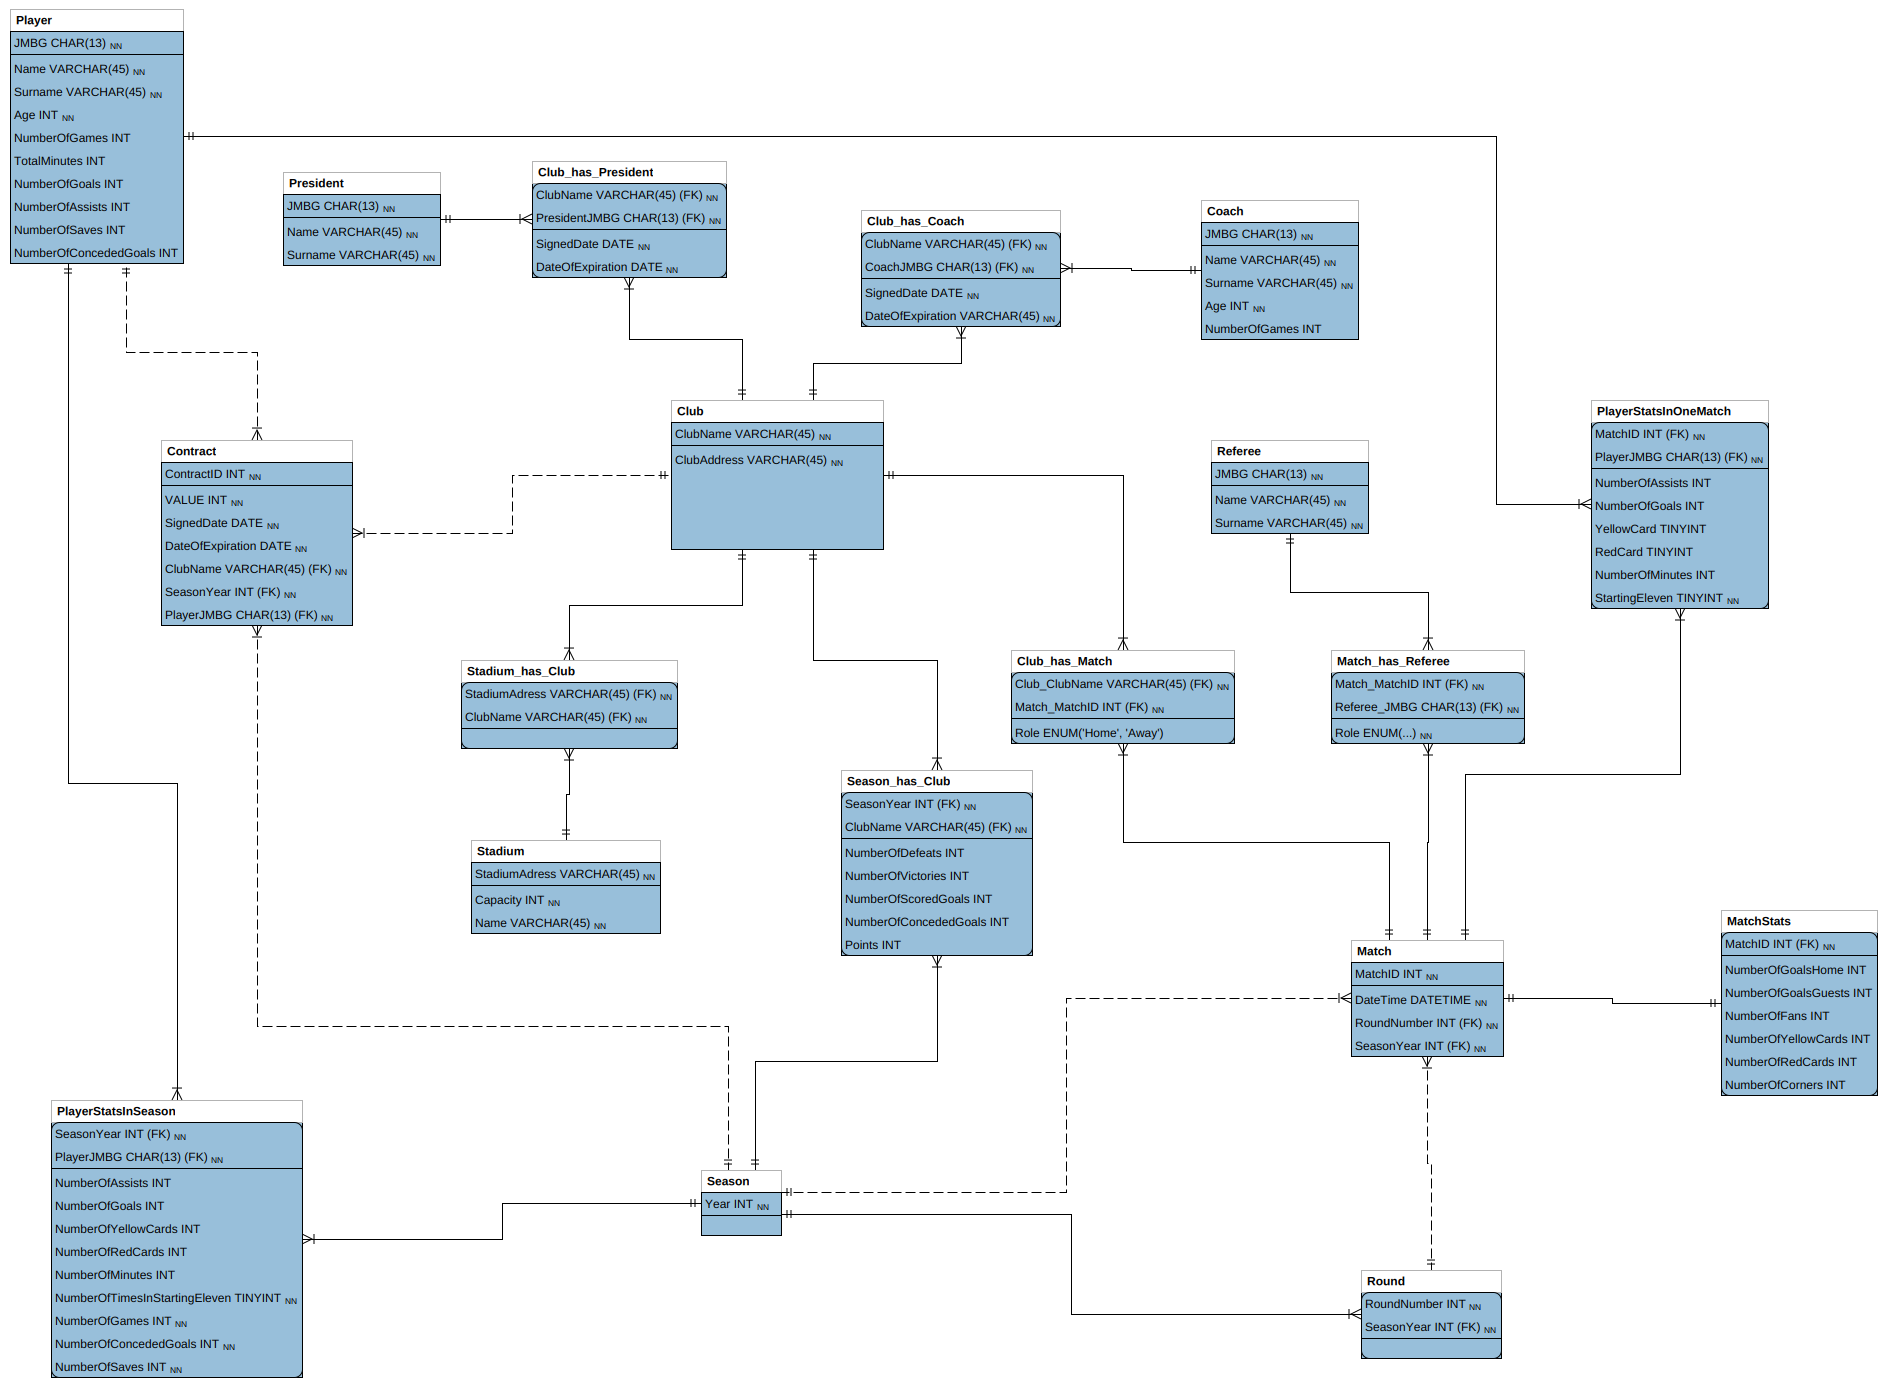 Player
JMBG CHAR(13) NN
Name VARCHAR(45) NN
Surname VARCHAR(45) NN
Age INT NN
NumberOfGames INT
TotalMinutes INT
NumberOfGoals INT
NumberOfAssists INT
NumberOfSaves INT
NumberOfConcededGoals INT
President
JMBG CHAR(13) NN
Name VARCHAR(45) NN
Surname VARCHAR(45) NN
Club_has_President
ClubName VARCHAR(45) (FK) NN
PresidentJMBG CHAR(13) (FK) NN
SignedDate DATE NN
DateOfExpiration DATE NN
Club_has_Coach
ClubName VARCHAR(45) (FK) NN
CoachJMBG CHAR(13) (FK) NN
SignedDate DATE NN
DateOfExpiration VARCHAR(45) NN
Coach
JMBG CHAR(13) NN
Name VARCHAR(45) NN
Surname VARCHAR(45) NN
Age INT NN
NumberOfGames INT
Contract
ContractID INT NN
VALUE INT NN
SignedDate DATE NN
DateOfExpiration DATE NN
ClubName VARCHAR(45) (FK) NN
SeasonYear INT (FK) NN
PlayerJMBG CHAR(13) (FK) NN
Club
ClubName VARCHAR(45) NN
ClubAddress VARCHAR(45) NN
Referee
JMBG CHAR(13) NN
Name VARCHAR(45) NN
Surname VARCHAR(45) NN
PlayerStatsInOneMatch
MatchID INT (FK) NN
PlayerJMBG CHAR(13) (FK) NN
NumberOfAssists INT
NumberOfGoals INT
YellowCard TINYINT
RedCard TINYINT
NumberOfMinutes INT
StartingEleven TINYINT NN
Stadium_has_Club
StadiumAdress VARCHAR(45) (FK) NN
ClubName VARCHAR(45) (FK) NN
Club_has_Match
Club_ClubName VARCHAR(45) (FK) NN
Match_MatchID INT (FK) NN
Role ENUM('Home', 'Away')
Match_has_Referee
Match_MatchID INT (FK) NN
Referee_JMBG CHAR(13) (FK) NN
Role ENUM(...) NN
Season_has_Club
SeasonYear INT (FK) NN
ClubName VARCHAR(45) (FK) NN
NumberOfDefeats INT
NumberOfVictories INT
NumberOfScoredGoals INT
NumberOfConcededGoals INT
Points INT
Stadium
StadiumAdress VARCHAR(45) NN
Capacity INT NN
Name VARCHAR(45) NN
Match
MatchID INT NN
DateTime DATETIME NN
RoundNumber INT (FK) NN
SeasonYear INT (FK) NN
MatchStats
MatchID INT (FK) NN
NumberOfGoalsHome INT
NumberOfGoalsGuests INT
NumberOfFans INT
NumberOfYellowCards INT
NumberOfRedCards INT
NumberOfCorners INT
PlayerStatsInSeason
SeasonYear INT (FK) NN
PlayerJMBG CHAR(13) (FK) NN
NumberOfAssists INT
NumberOfGoals INT
NumberOfYellowCards INT
NumberOfRedCards INT
NumberOfMinutes INT
NumberOfTimesInStartingEleven TINYINT NN
NumberOfGames INT NN
NumberOfConcededGoals INT NN
NumberOfSaves INT NN
Season
Year INT NN
Round
RoundNumber INT NN
SeasonYear INT (FK) NN